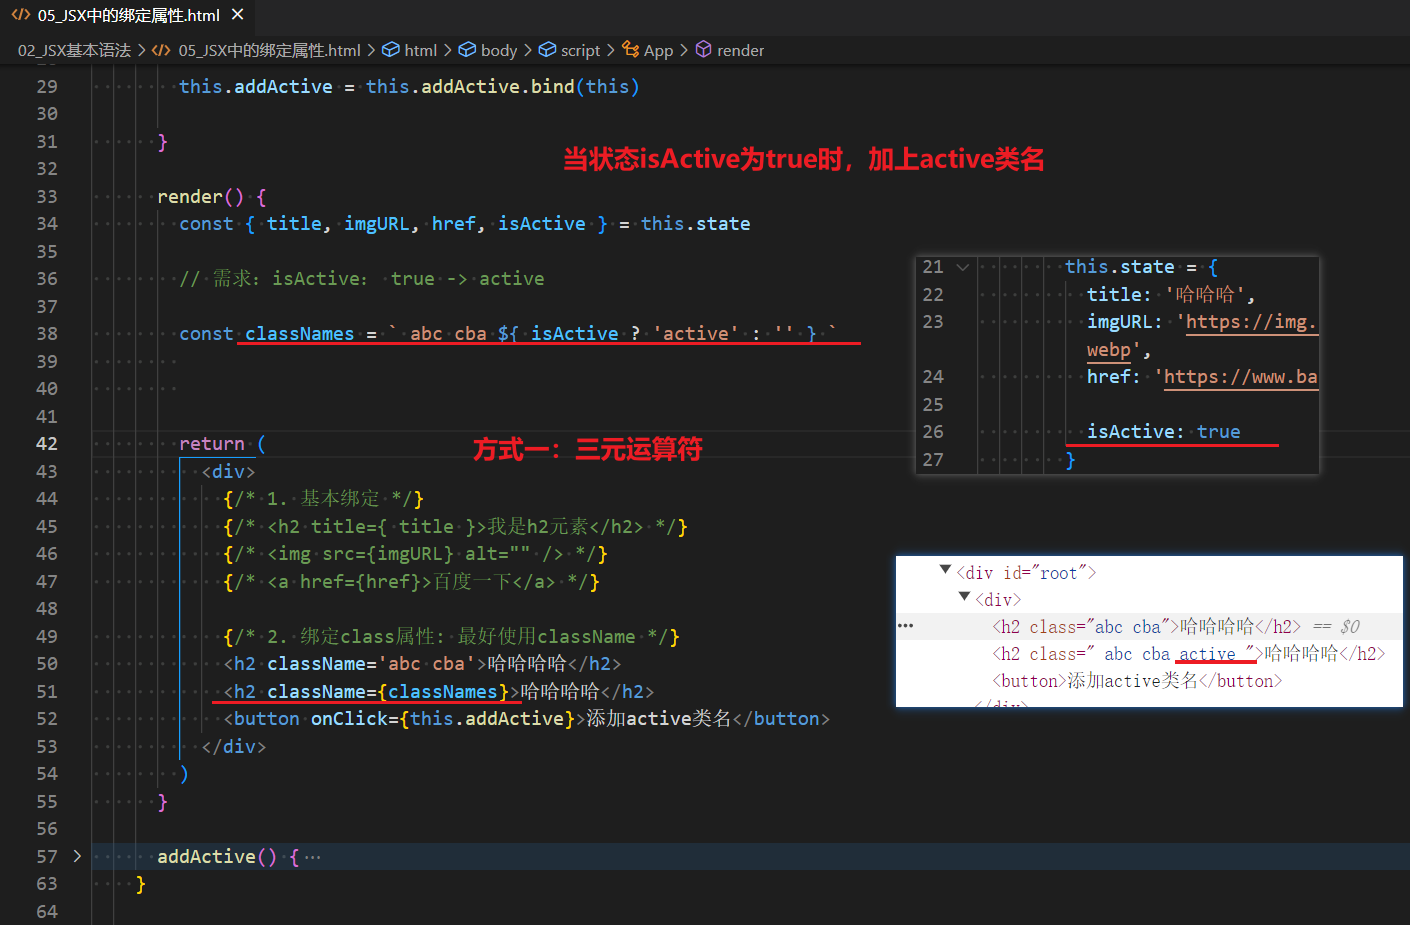 05_JSX中的绑定属性.html ×
02_JSX基本语法 > 05_JSX中的绑定属性.html > html > body > script > App > render
29 this.addActive = this.addActive.bind(this)
30
31 }
32
当状态isActive为true时，加上active类名
33 render() {
34 const { title, imgURL, href, isActive } = this.state
35
36 // 需求：isActive： true -> active
37
38 const classNames = ` abc cba ${ isActive ? 'active' : '' } `
39
40
41
42 return (
方式一：三元运算符
43 <div>
44 {/* 1. 基本绑定 */}
45 {/* <h2 title={ title }>我是h2元素</h2> */}
46 {/* <img src={imgURL} alt="" /> */}
47 {/* <a href={href}>百度一下</a> */}
48
49 {/* 2. 绑定class属性: 最好使用className */}
50 <h2 className='abc cba'>哈哈哈哈</h2>
51 <h2 className={classNames}>哈哈哈哈</h2>
52 <button onClick={this.addActive}>添加active类名</button>
53 </div>
54 )
55 }
56
57 addActive() { ···
63 }
64
21 this.state = {
22 title: '哈哈哈',
23 imgURL: 'https://img.
webp',
24 href: 'https://www.ba
25
26 isActive: true
27 }
<div id="root">
<div>
··· <h2 class="abc cba">哈哈哈哈</h2> == $0
<h2 class=" abc cba active ">哈哈哈哈</h2>
<button>添加active类名</button>
</div>